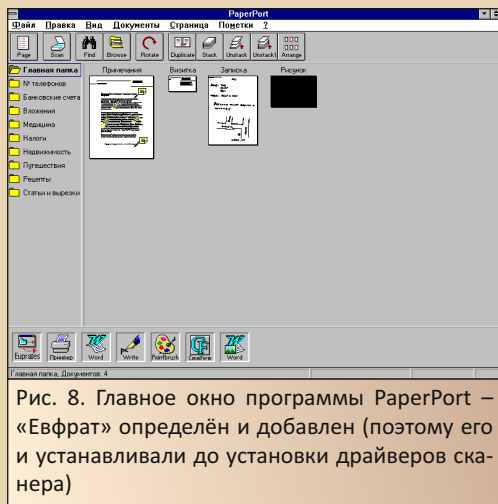 PaperPort
Файл Правка Вид Документы Страница Пометки ?
Page Scan Find Browse Rotate Duplicate Stack Unstack Unstack1 Arrange
Главная папка
№ телефонов
Банковские счета
Вложения
Медицина
Налоги
Недвижимость
Путешествия
Рецепты
Статьи и вырезки
Примечания Визитка Записка Рисунок
Euprates Принтер Word Write Paintbrush Word
Главная папка, Документов: 4
Рис. 8. Главное окно программы PaperPort –
«Евфрат» определён и добавлен (поэтому его
и устанавливали до установки драйверов ска-
нера)